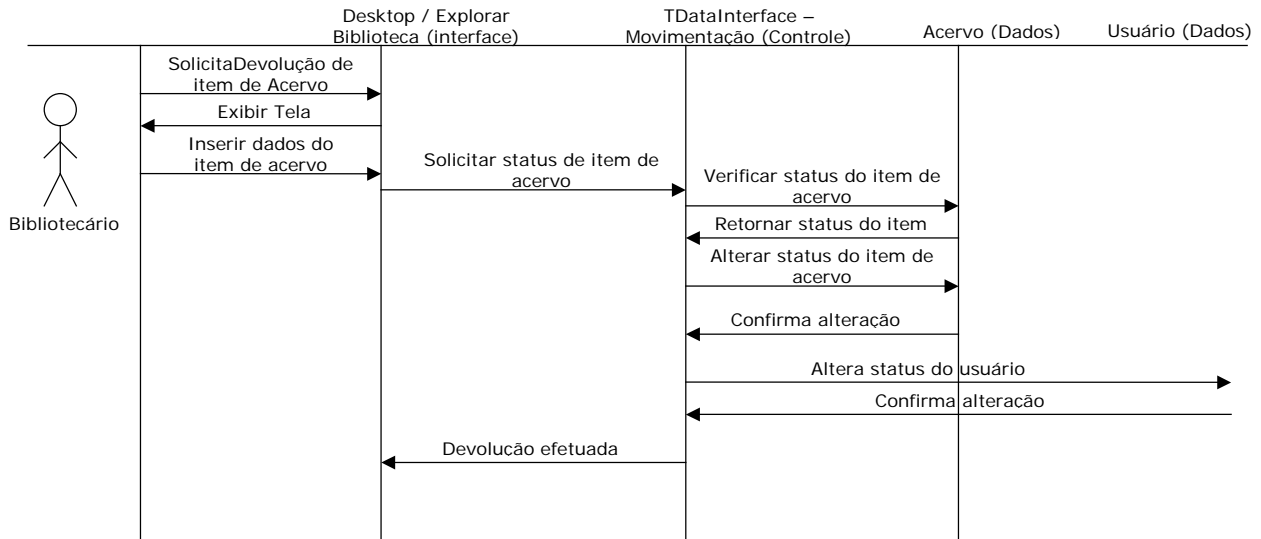 Desktop / Explorar
Biblioteca (interface)
TDataInterface –
Movimentação (Controle)
Acervo (Dados)
Usuário (Dados)
SolicitaDevolução de
item de Acervo
Exibir Tela
Inserir dados do
item de acervo
Solicitar status de item de
acervo
Verificar status do item de
acervo
Bibliotecário
Retornar status do item
Alterar status do item de
acervo
Confirma alteração
Altera status do usuário
Confirma alteração
Devolução efetuada